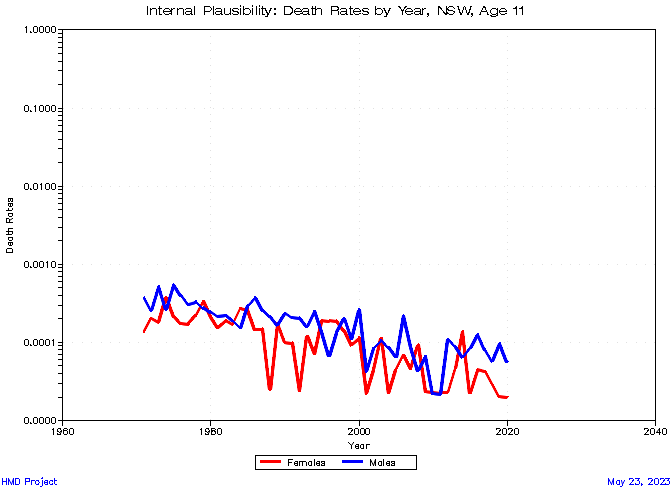 Internal Plausibility: Death Rates by Year, NSW, Age 11
1.0000
0.1000
0.0100
0.0010
0.0001
0.0000
Death Rates
1960
1980
2000
2020
2040
Year
Females
Males
HMD Project
May 23, 2023